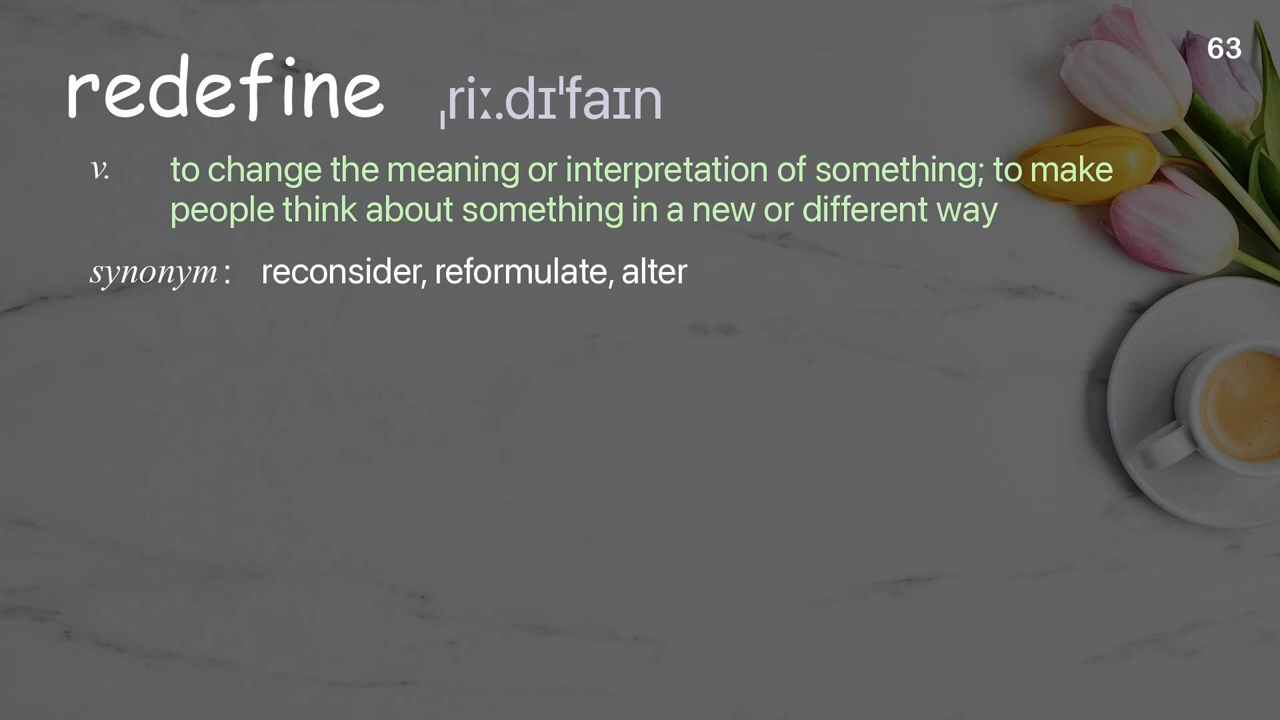 63
redefine ˌriː.dɪˈfaɪn
v. to change the meaning or interpretation of something; to make
people think about something in a new or different way
synonym: reconsider, reformulate, alter